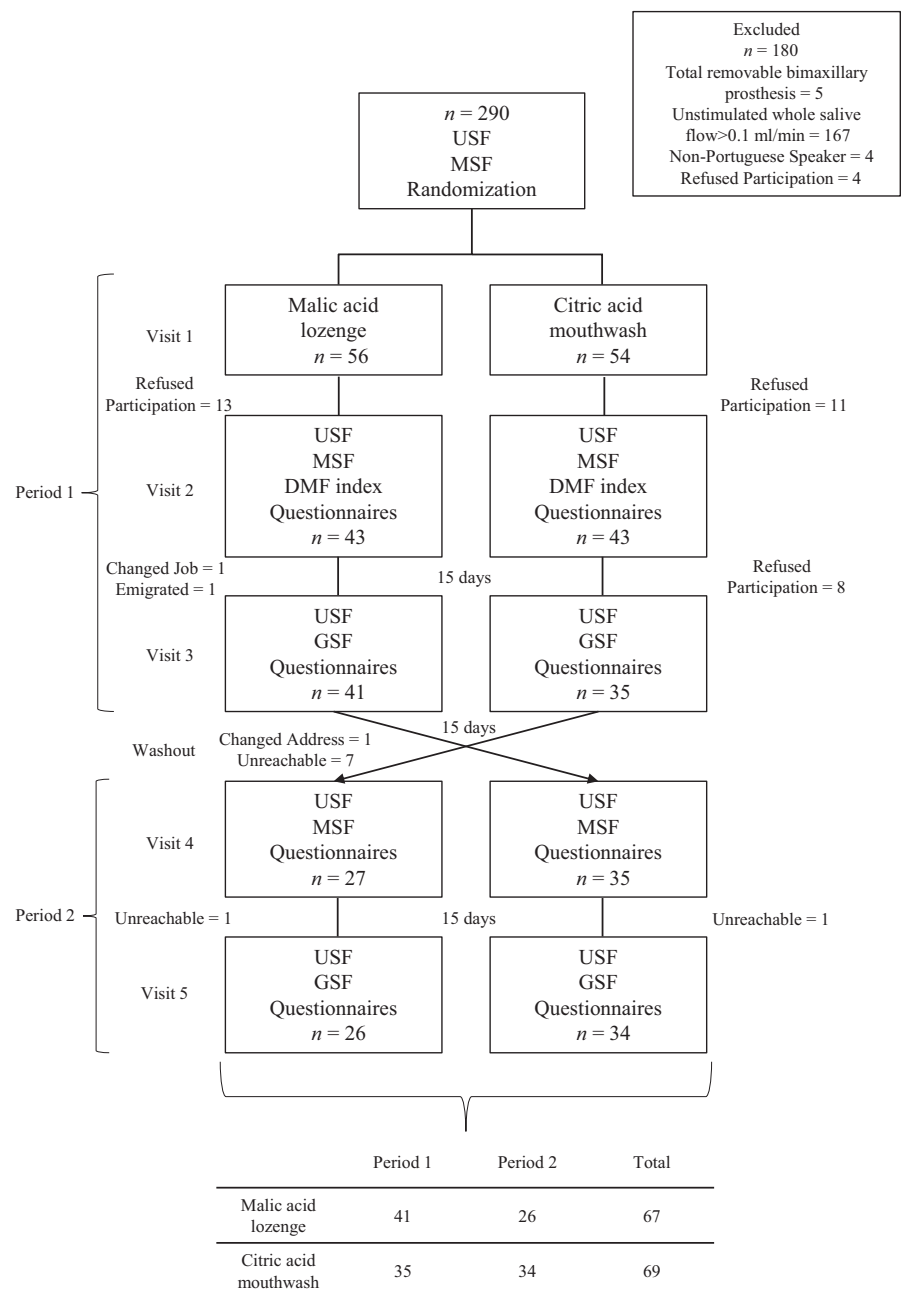 Excluded
n = 180
Total removable bimaxillary
prosthesis = 5
Unstimulated whole salive
flow>0.1 ml/min = 167
Non-Portuguese Speaker = 4
Refused Participation = 4
n = 290
USF
MSF
Randomization
Period 1
Visit 1
Malic acid
lozenge
n = 56
Citric acid
mouthwash
n = 54
Refused
Participation = 13
Refused
Participation = 11
Visit 2
USF
MSF
DMF index
Questionnaires
n = 43
USF
MSF
DMF index
Questionnaires
n = 43
Changed Job = 1
Emigrated = 1
15 days
Refused
Participation = 8
Visit 3
USF
GSF
Questionnaires
n = 41
USF
GSF
Questionnaires
n = 35
Washout
Changed Address = 1
Unreachable = 7
15 days
Period 2
Visit 4
USF
MSF
Questionnaires
n = 27
USF
MSF
Questionnaires
n = 35
Unreachable = 1
15 days
Unreachable = 1
Visit 5
USF
GSF
Questionnaires
n = 26
USF
GSF
Questionnaires
n = 34
Period 1 Period 2 Total
Malic acid
lozenge
41 26 67
Citric acid
mouthwash
35 34 69